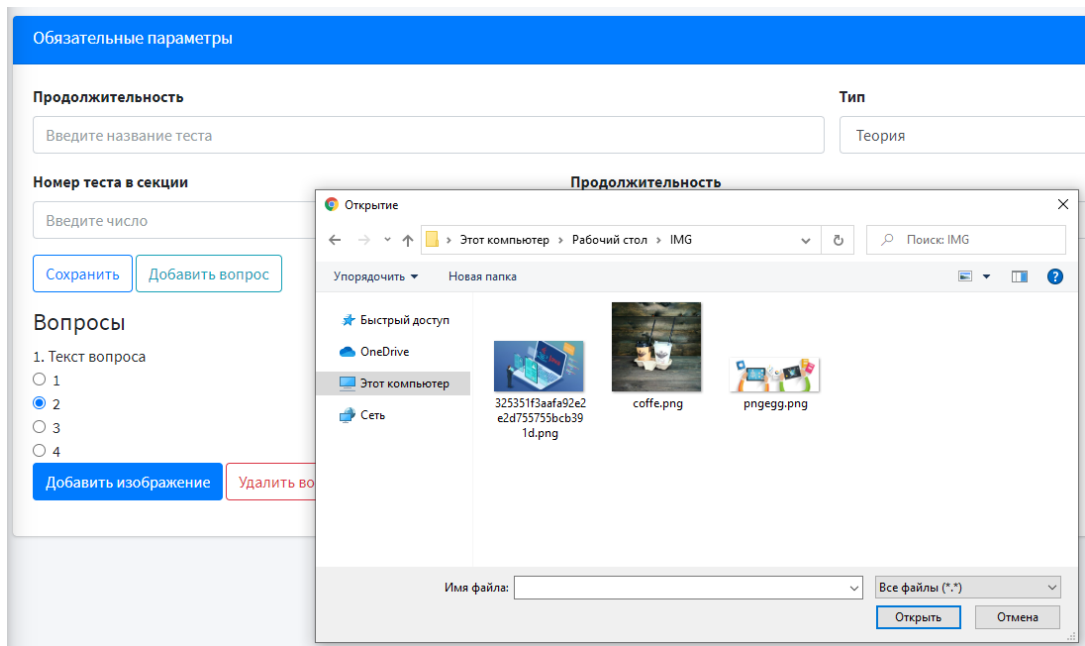 Обязательные параметры
Продолжительность
Тип
Введите название теста
Теория
Номер теста в секции
Продолжительность
Введите число
Сохранить
Добавить вопрос
Вопросы
1. Текст вопроса
1
2
3
4
Добавить изображение
Удалить во
Открытие
Этот компьютер › Рабочий стол › IMG
Поиск: IMG
Упорядочить
Новая папка
Быстрый доступ
OneDrive
Этот компьютер
Сеть
325351f3aafa92e2
e2d755755bcb39
1d.png
coffe.png
pngegg.png
Имя файла:
Все файлы (*.*)
Открыть
Отмена